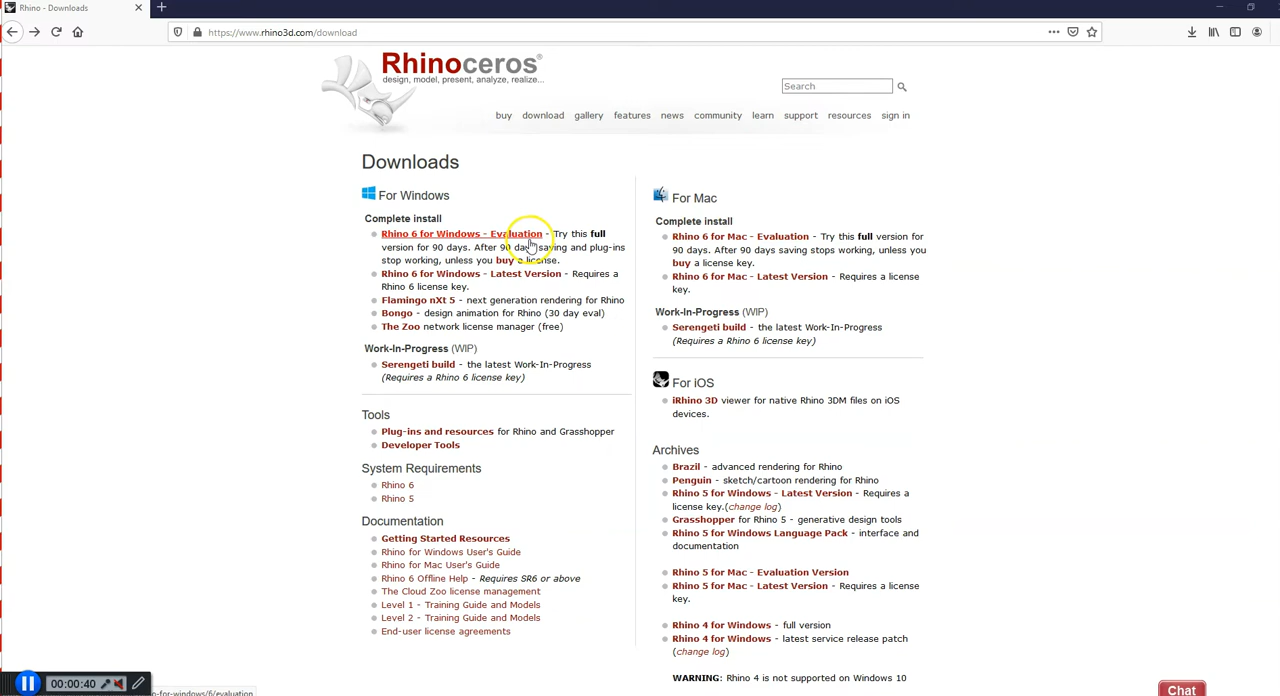 Rhino - Downloads
https://www.rhino3d.com/download
Rhinoceros®
design, model, present, analyze, realize...
Search
buy download gallery features news community learn support resources sign in
Downloads
For Windows
Complete install
Rhino 6 for Windows - Evaluation - Try this full
version for 90 days. After 90 days saving and plug-ins
stop working, unless you buy a license.
Rhino 6 for Windows - Latest Version - Requires a
Rhino 6 license key.
Flamingo nXt 5 - next generation rendering for Rhino
Bongo - design animation for Rhino (30 day eval)
The Zoo network license manager (free)
Work-In-Progress (WIP)
Serengeti build - the latest Work-In-Progress
(Requires a Rhino 6 license key)
Tools
Plug-ins and resources for Rhino and Grasshopper
Developer Tools
System Requirements
Rhino 6
Rhino 5
Documentation
Getting Started Resources
Rhino for Windows User's Guide
Rhino for Mac User's Guide
Rhino 6 Offline Help - Requires SR6 or above
The Cloud Zoo license management
Level 1 - Training Guide and Models
Level 2 - Training Guide and Models
End-user license agreements
For Mac
Complete install
Rhino 6 for Mac - Evaluation - Try this full version for
90 days. After 90 days saving stops working, unless you
buy a license key.
Rhino 6 for Mac - Latest Version - Requires a license
key.
Work-In-Progress (WIP)
Serengeti build - the latest Work-In-Progress
(Requires a Rhino 6 license key)
For iOS
iRhino 3D viewer for native Rhino 3DM files on iOS
devices.
Archives
Brazil - advanced rendering for Rhino
Penguin - sketch/cartoon rendering for Rhino
Rhino 5 for Windows - Latest Version - Requires a
license key.(change log)
Grasshopper for Rhino 5 - generative design tools
Rhino 5 for Windows Language Pack - interface and
documentation
Rhino 5 for Mac - Evaluation Version
Rhino 5 for Mac - Latest Version - Requires a license
key.
Rhino 4 for Windows - full version
Rhino 4 for Windows - latest service release patch
(change log)
WARNING: Rhino 4 is not supported on Windows 10
00:00:40
o-for-windows/6/evaluation
Chat